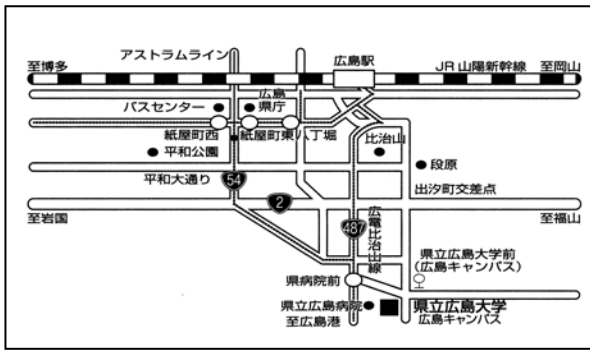 アストラムライン
広島駅
至博多
JR山陽新幹線
至岡山
バスセンター
広島
県庁
紙屋町西
紙屋町東
八丁堀
比治山
平和公園
段原
平和大通り
54
出汐町交差点
2
至岩国
487
広電比治山線
至福山
県立広島大学前
(広島キャンパス)
県病院前
県立広島病院
県立広島大学
至広島港
広島キャンパス